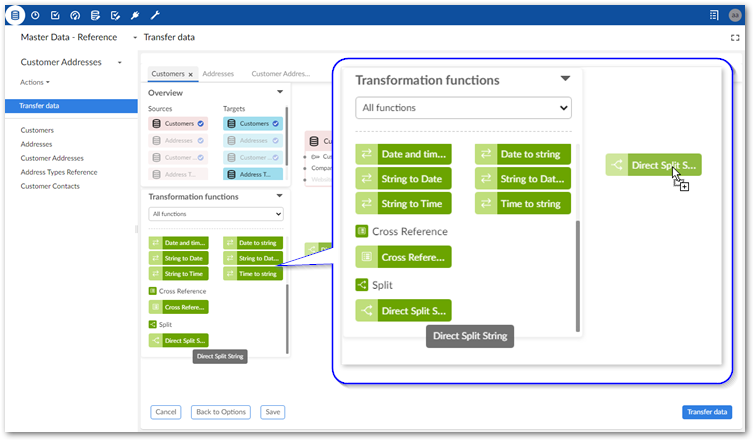 Master Data - Reference
Transfer data
Customer Addresses
Actions
Transfer data
Customers
Addresses
Customer Addresses
Address Types Reference
Customer Contacts
Customers x
Addresses
Customer Addres...
Overview
Sources
Targets
Customers
Customers
Addresses
Addresses
Customer ...
Customer ...
Address T...
Address T...
Transformation functions
All functions
Date and tim...
Date to string
String to Date
String to Dat...
String to Time
Time to string
Cross Reference
Cross Refere...
Split
Direct Split S...
Direct Split String
Transformation functions
All functions
Date and tim...
Date to string
String to Date
String to Dat...
String to Time
Time to string
Cross Reference
Cross Refere...
Split
Direct Split S...
Direct Split String
Direct Split S...
Cancel
Back to Options
Save
Transfer data